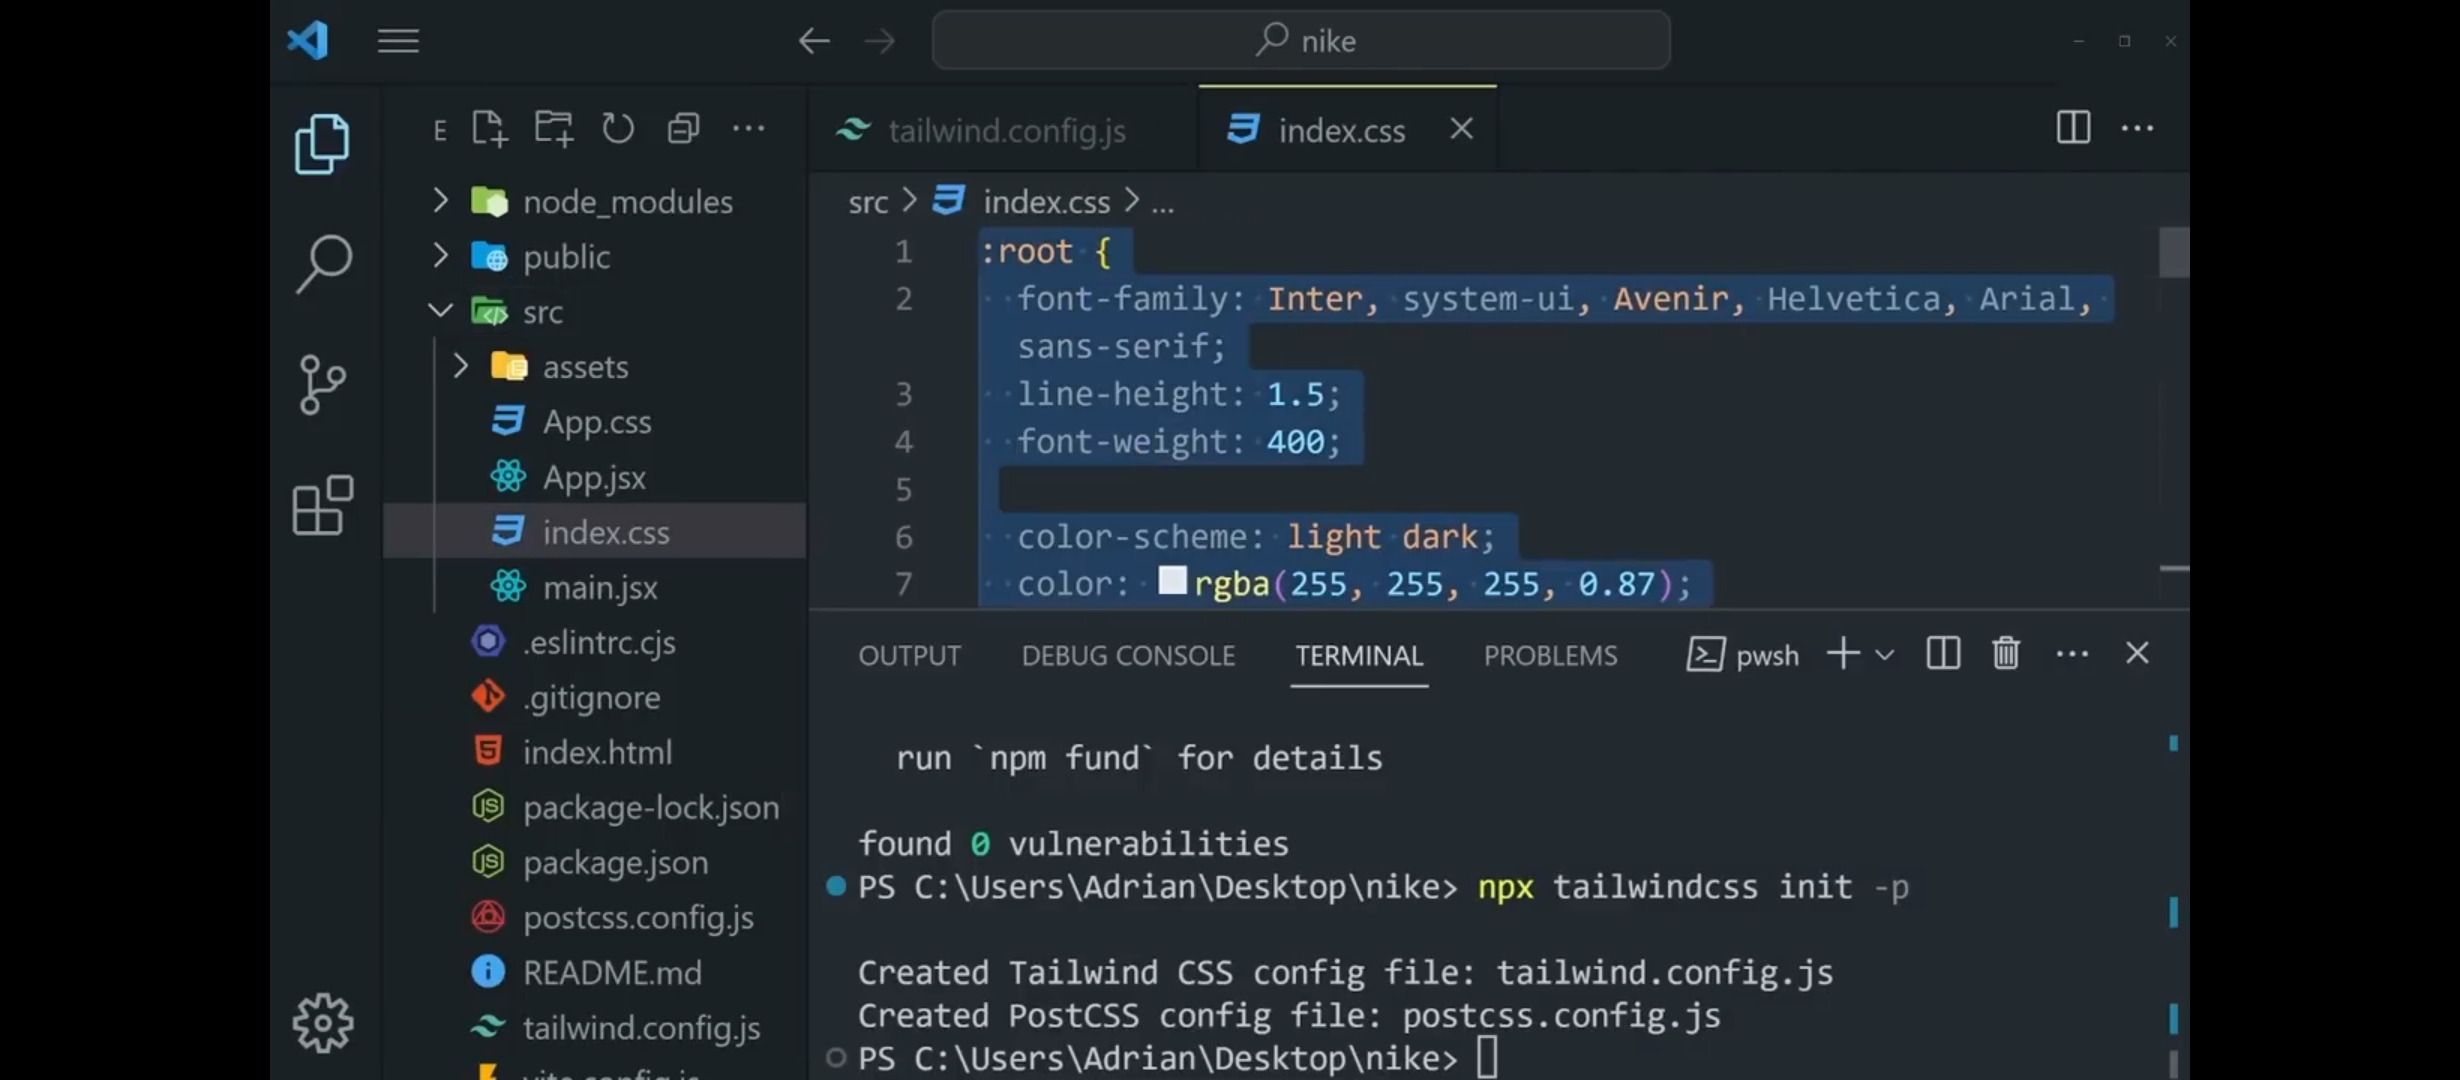 nike
E
tailwind.config.js
index.css
node_modules
public
src
assets
App.css
App.jsx
index.css
main.jsx
.eslintrc.cjs
.gitignore
index.html
package-lock.json
package.json
postcss.config.js
README.md
tailwind.config.js
vite.config.js
src > index.css > ...
1 :root {
2 font-family: Inter, system-ui, Avenir, Helvetica, Arial,
sans-serif;
3 line-height: 1.5;
4 font-weight: 400;
5
6 color-scheme: light dark;
7 color: rgba(255, 255, 255, 0.87);
OUTPUT DEBUG CONSOLE TERMINAL PROBLEMS pwsh
run `npm fund` for details
found 0 vulnerabilities
PS C:\Users\Adrian\Desktop\nike> npx tailwindcss init -p
Created Tailwind CSS config file: tailwind.config.js
Created PostCSS config file: postcss.config.js
PS C:\Users\Adrian\Desktop\nike>